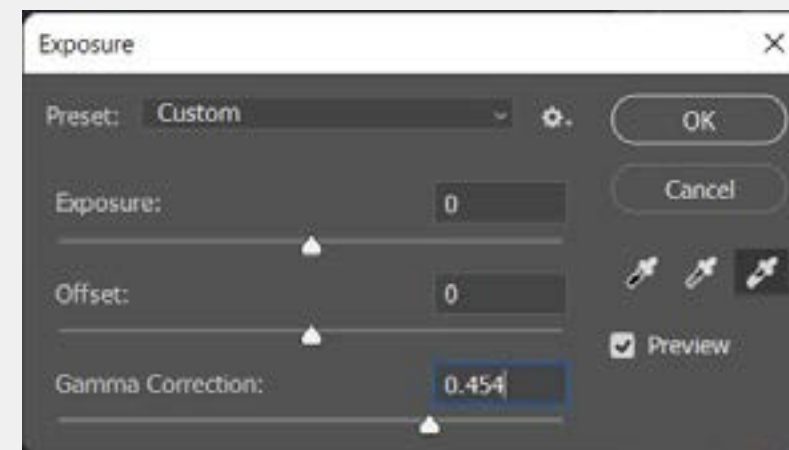 Exposure
Preset: Custom
OK
Exposure: 0
Cancel
Offset: 0
Preview
Gamma Correction: 0.454